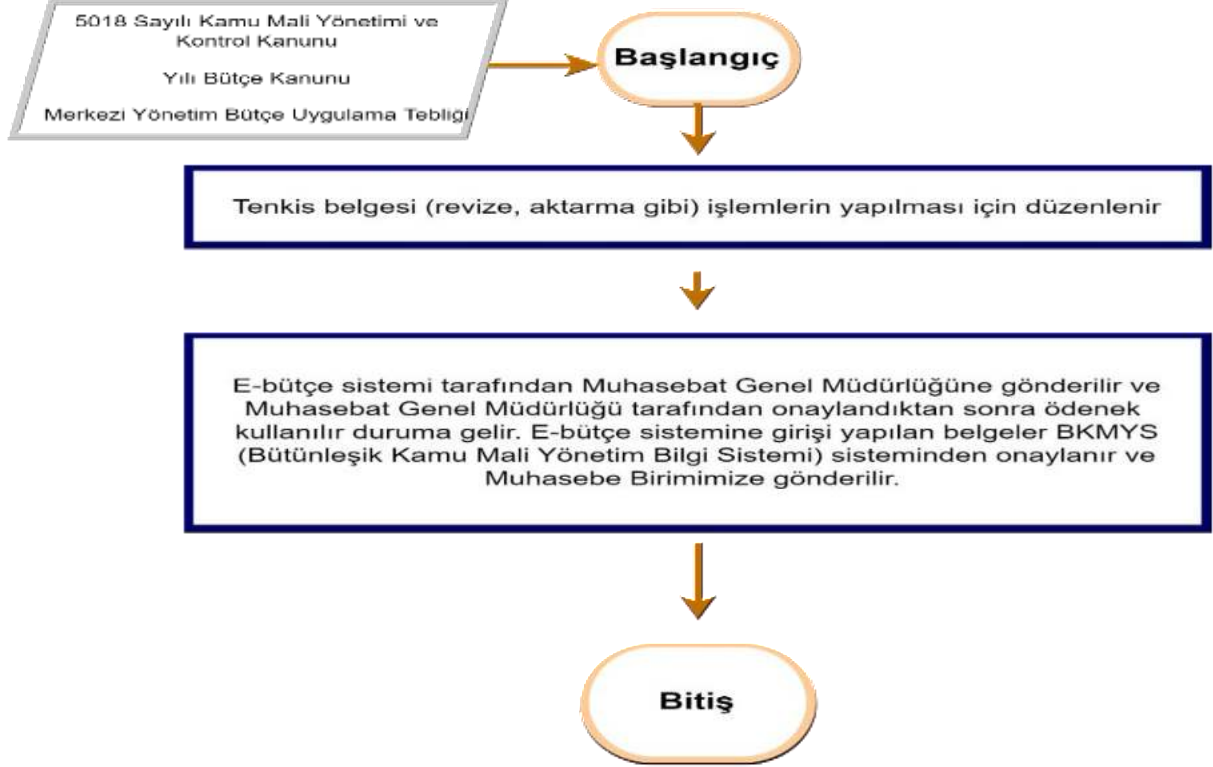 5018 Sayılı Kamu Mali Yönetimi ve
Kontrol Kanunu
Yılı Bütçe Kanunu
Merkezi Yönetim Bütçe Uygulama Tebliği
Başlangıç
Tenkis belgesi (revize, aktarma gibi) işlemlerin yapılması için düzenlenir
E-bütçe sistemi tarafından Muhasebat Genel Müdürlüğüne gönderilir ve
Muhasebat Genel Müdürlüğü tarafından onaylandıktan sonra ödenek
kullanılır duruma gelir. E-bütçe sistemine girişi yapılan belgeler BKMYS
(Bütünleşik Kamu Mali Yönetim Bilgi Sistemi) sisteminden onaylanır ve
Muhasebe Birimimize gönderilir.
Bitiş